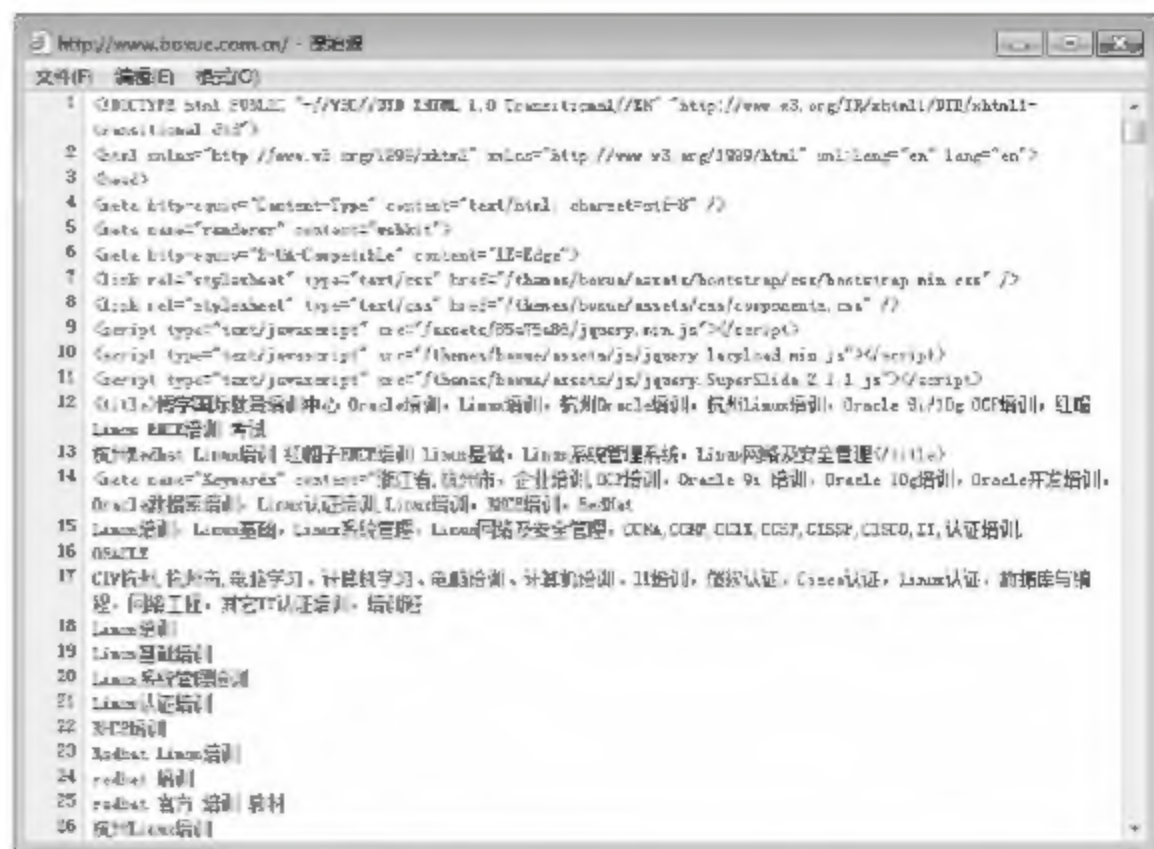 http://www.boxue.com.cn/ - 原始源
文件(F) 编辑(E) 格式(O)
1 <!DOCTYPE html PUBLIC "-//W3C//DTD XHTML 1.0 Transitional//EN" "http://www.w3.org/TR/xhtml1/DTD/xhtml1-
transitional.dtd">
2 <html xmlns="http://www.w3.org/1999/xhtml" xmlns="http://www.w3.org/1999/html" xml:lang="en" lang="en">
3 <head>
4 <meta http-equiv="Content-Type" content="text/html; charset=utf-8" />
5 <meta name="renderer" content="webkit">
6 <meta http-equiv="X-UA-Compatible" content="IE=Edge">
7 <link rel="stylesheet" type="text/css" href="/themes/boxue/assets/bootstrap/css/bootstrap.min.css" />
8 <link rel="stylesheet" type="text/css" href="/themes/boxue/assets/css/components.css" />
9 <script type="text/javascript" src="/assets/85a75a86/jquery.min.js"></script>
10 <script type="text/javascript" src="/themes/boxue/assets/js/jquery.lazyload.min.js"></script>
11 <script type="text/javascript" src="/themes/boxue/assets/js/jquery.SuperSlide.2.1.1.js"></script>
12 <title>博学国际教育培训中心 Oracle培训, Linux培训, 杭州Oracle培训, 杭州Linux培训, Oracle 9i/10g OCP培训, 红帽
Linux RHCE培训 考试
13 杭州Redhat Linux培训 红帽子RHCE培训 Linux基础, Linux系统管理系统, Linux网络及安全管理</title>
14 <meta name="Keywords" content="浙江省,杭州市, 企业培训,OCP培训, Oracle 9i 培训, Oracle 10g培训, Oracle开发培训,
Oracle数据库培训, Linux认证培训,Linux培训, RHCE培训, RedHat
15 Linux培训, Linux基础, Linux系统管理, Linux网络及安全管理, CCNA,CCNP,CCIE,CCSP,CISSP,CISCO,IT,认证培训,
16 ORACLE
17 杭州,杭州市,电脑学习,计算机学习,电脑培训,计算机培训,IT培训, 授权认证, Cisco认证, Linux认证, 数据库与编
程, 网络工程, 其它IT认证培训, 培训班
18 Linux培训
19 Linux基础培训
20 Linux系统管理培训
21 Linux认证培训
22 RHCE培训
23 Redhat Linux培训
24 redhat 培训
25 redhat 官方 培训 教材
26 杭州Linux培训